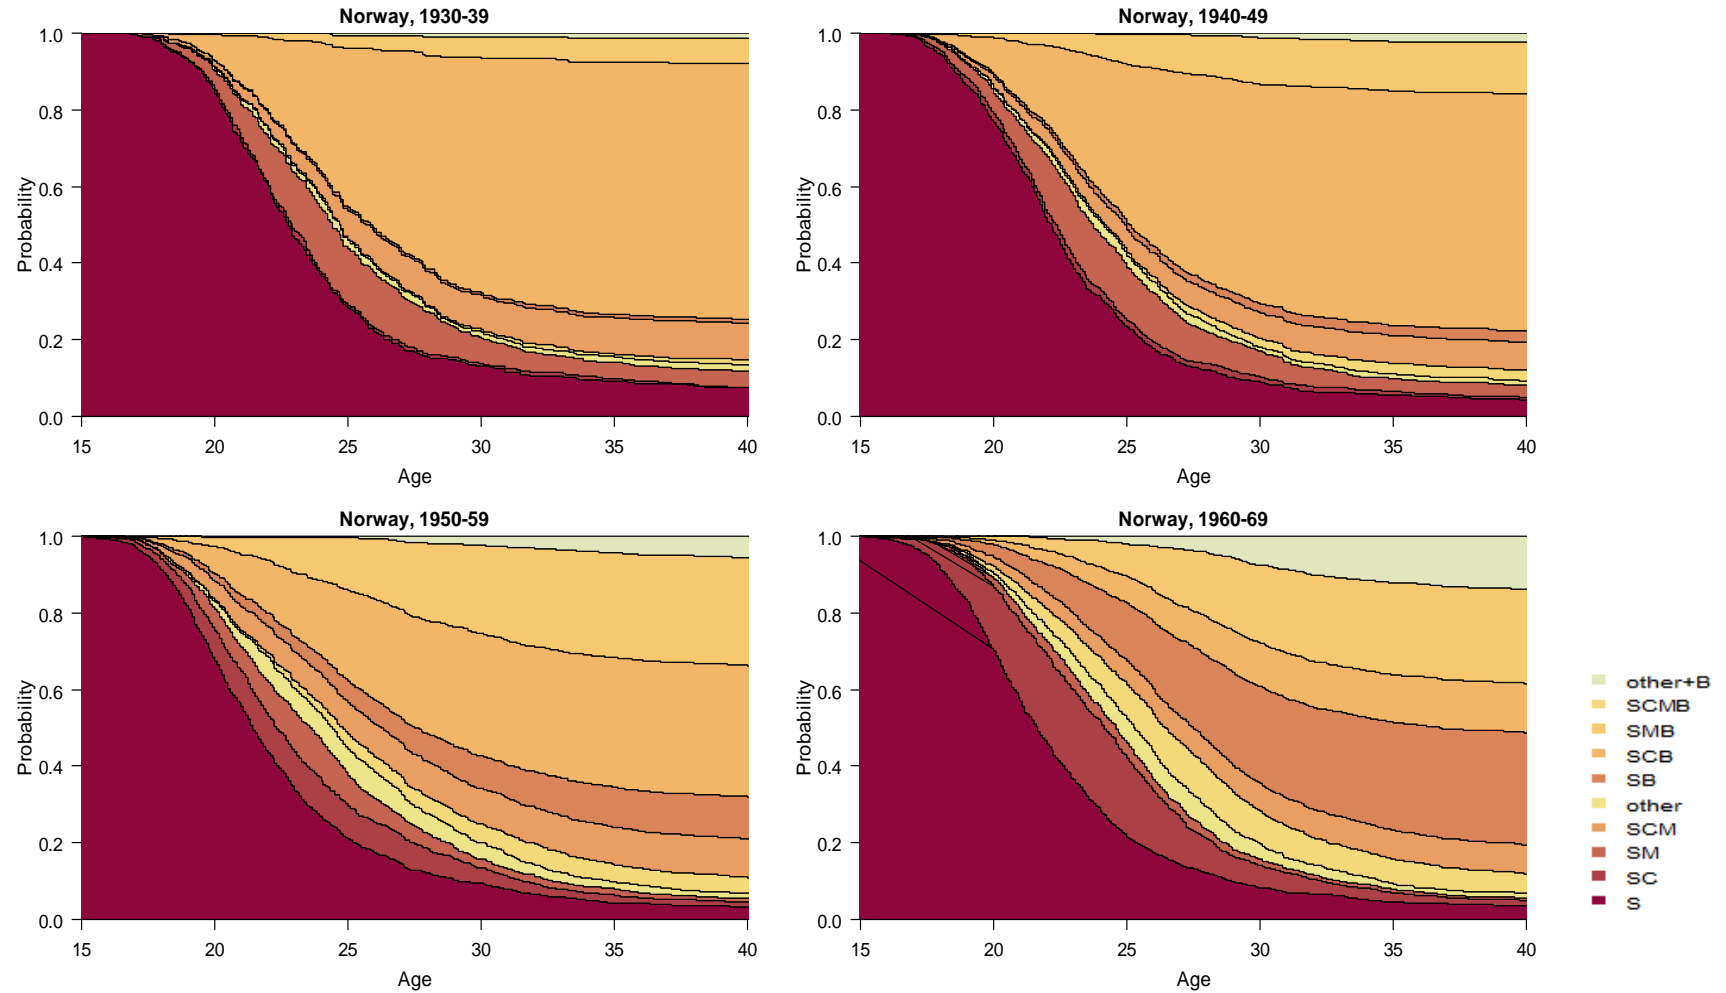 Norway, 1930-39
Probability
1.0
0.8
0.6
0.4
0.2
0.0
15 20 25 30 35 40
Age
Norway, 1940-49
Probability
1.0
0.8
0.6
0.4
0.2
0.0
15 20 25 30 35 40
Age
Norway, 1950-59
Probability
1.0
0.8
0.6
0.4
0.2
0.0
15 20 25 30 35 40
Age
Norway, 1960-69
Probability
1.0
0.8
0.6
0.4
0.2
0.0
15 20 25 30 35 40
Age
other+B
SCMB
SMB
SCB
SB
other
SCM
SM
SC
S